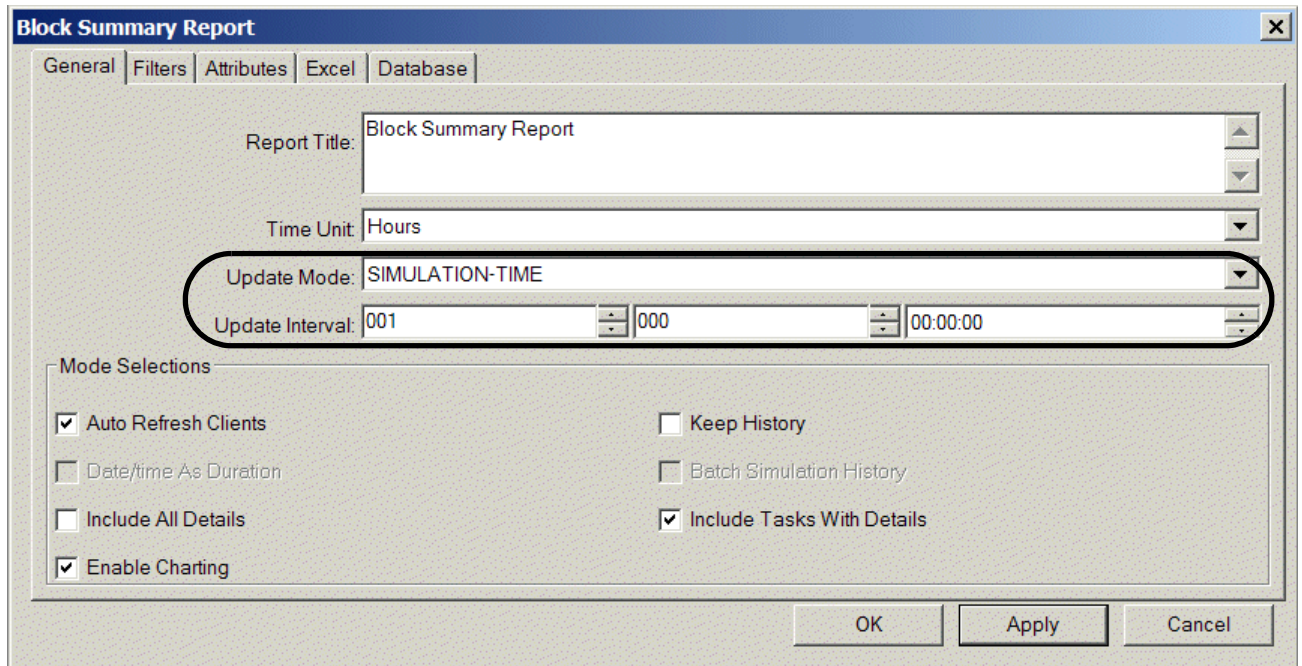 Block Summary Report
General Filters Attributes Excel Database
Report Title: Block Summary Report
Time Unit: Hours
Update Mode: SIMULATION-TIME
Update Interval: 001 000 00:00:00
Mode Selections
Auto Refresh Clients Keep History
Date/time As Duration Batch Simulation History
Include All Details Include Tasks With Details
Enable Charting
OK Apply Cancel